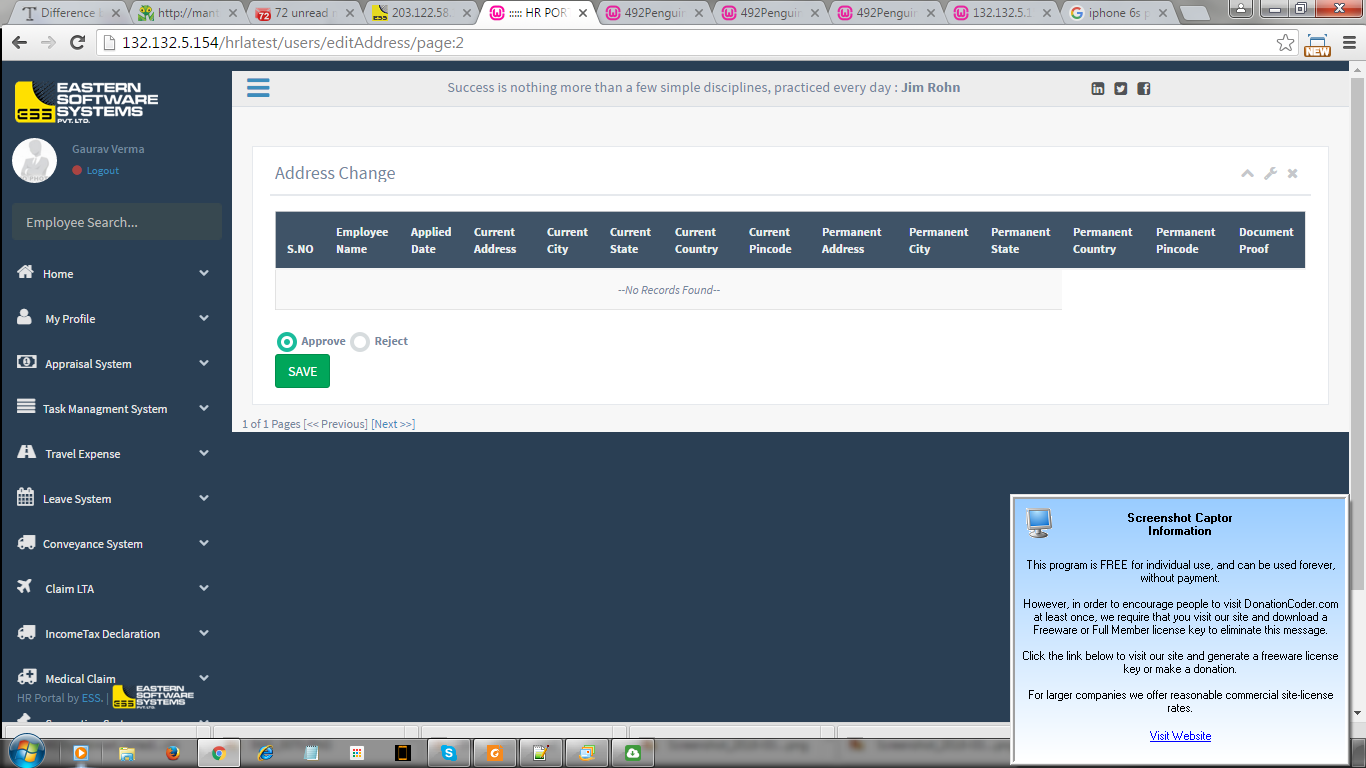 Difference b
http://mant
72 unread
203.122.58.
::::: HR POR
492Penguin
492Penguin
492Penguin
132.132.5.1
iphone 6s p
132.132.5.154/hrlatest/users/editAddress/page:2
NEW
EASTERN
SOFTWARE
SYSTEMS
PVT. LTD.
ESS
Success is nothing more than a few simple disciplines, practiced every day : Jim Rohn
Gaurav Verma
Logout
Employee Search...
Home
My Profile
Appraisal System
Task Managment System
Travel Expense
Leave System
Conveyance System
Claim LTA
IncomeTax Declaration
Medical Claim
HR Portal by ESS. |
EASTERN
SOFTWARE
SYSTEMS
Address Change
S.NO Employee Name Applied Date Current Address Current City Current State Current Country Current Pincode Permanent Address Permanent City Permanent State Permanent Country Permanent Pincode Document Proof
--No Records Found--
Approve Reject
SAVE
1 of 1 Pages [<< Previous] [Next >>]
Screenshot Captor
Information
This program is FREE for individual use, and can be used forever,
without payment.
However, in order to encourage people to visit DonationCoder.com
at least once, we require that you visit our site and download a
Freeware or Full Member license key to eliminate this message.
Click the link below to visit our site and generate a freeware license
key or make a donation.
For larger companies we offer reasonable commercial site-license
rates.
Visit Website